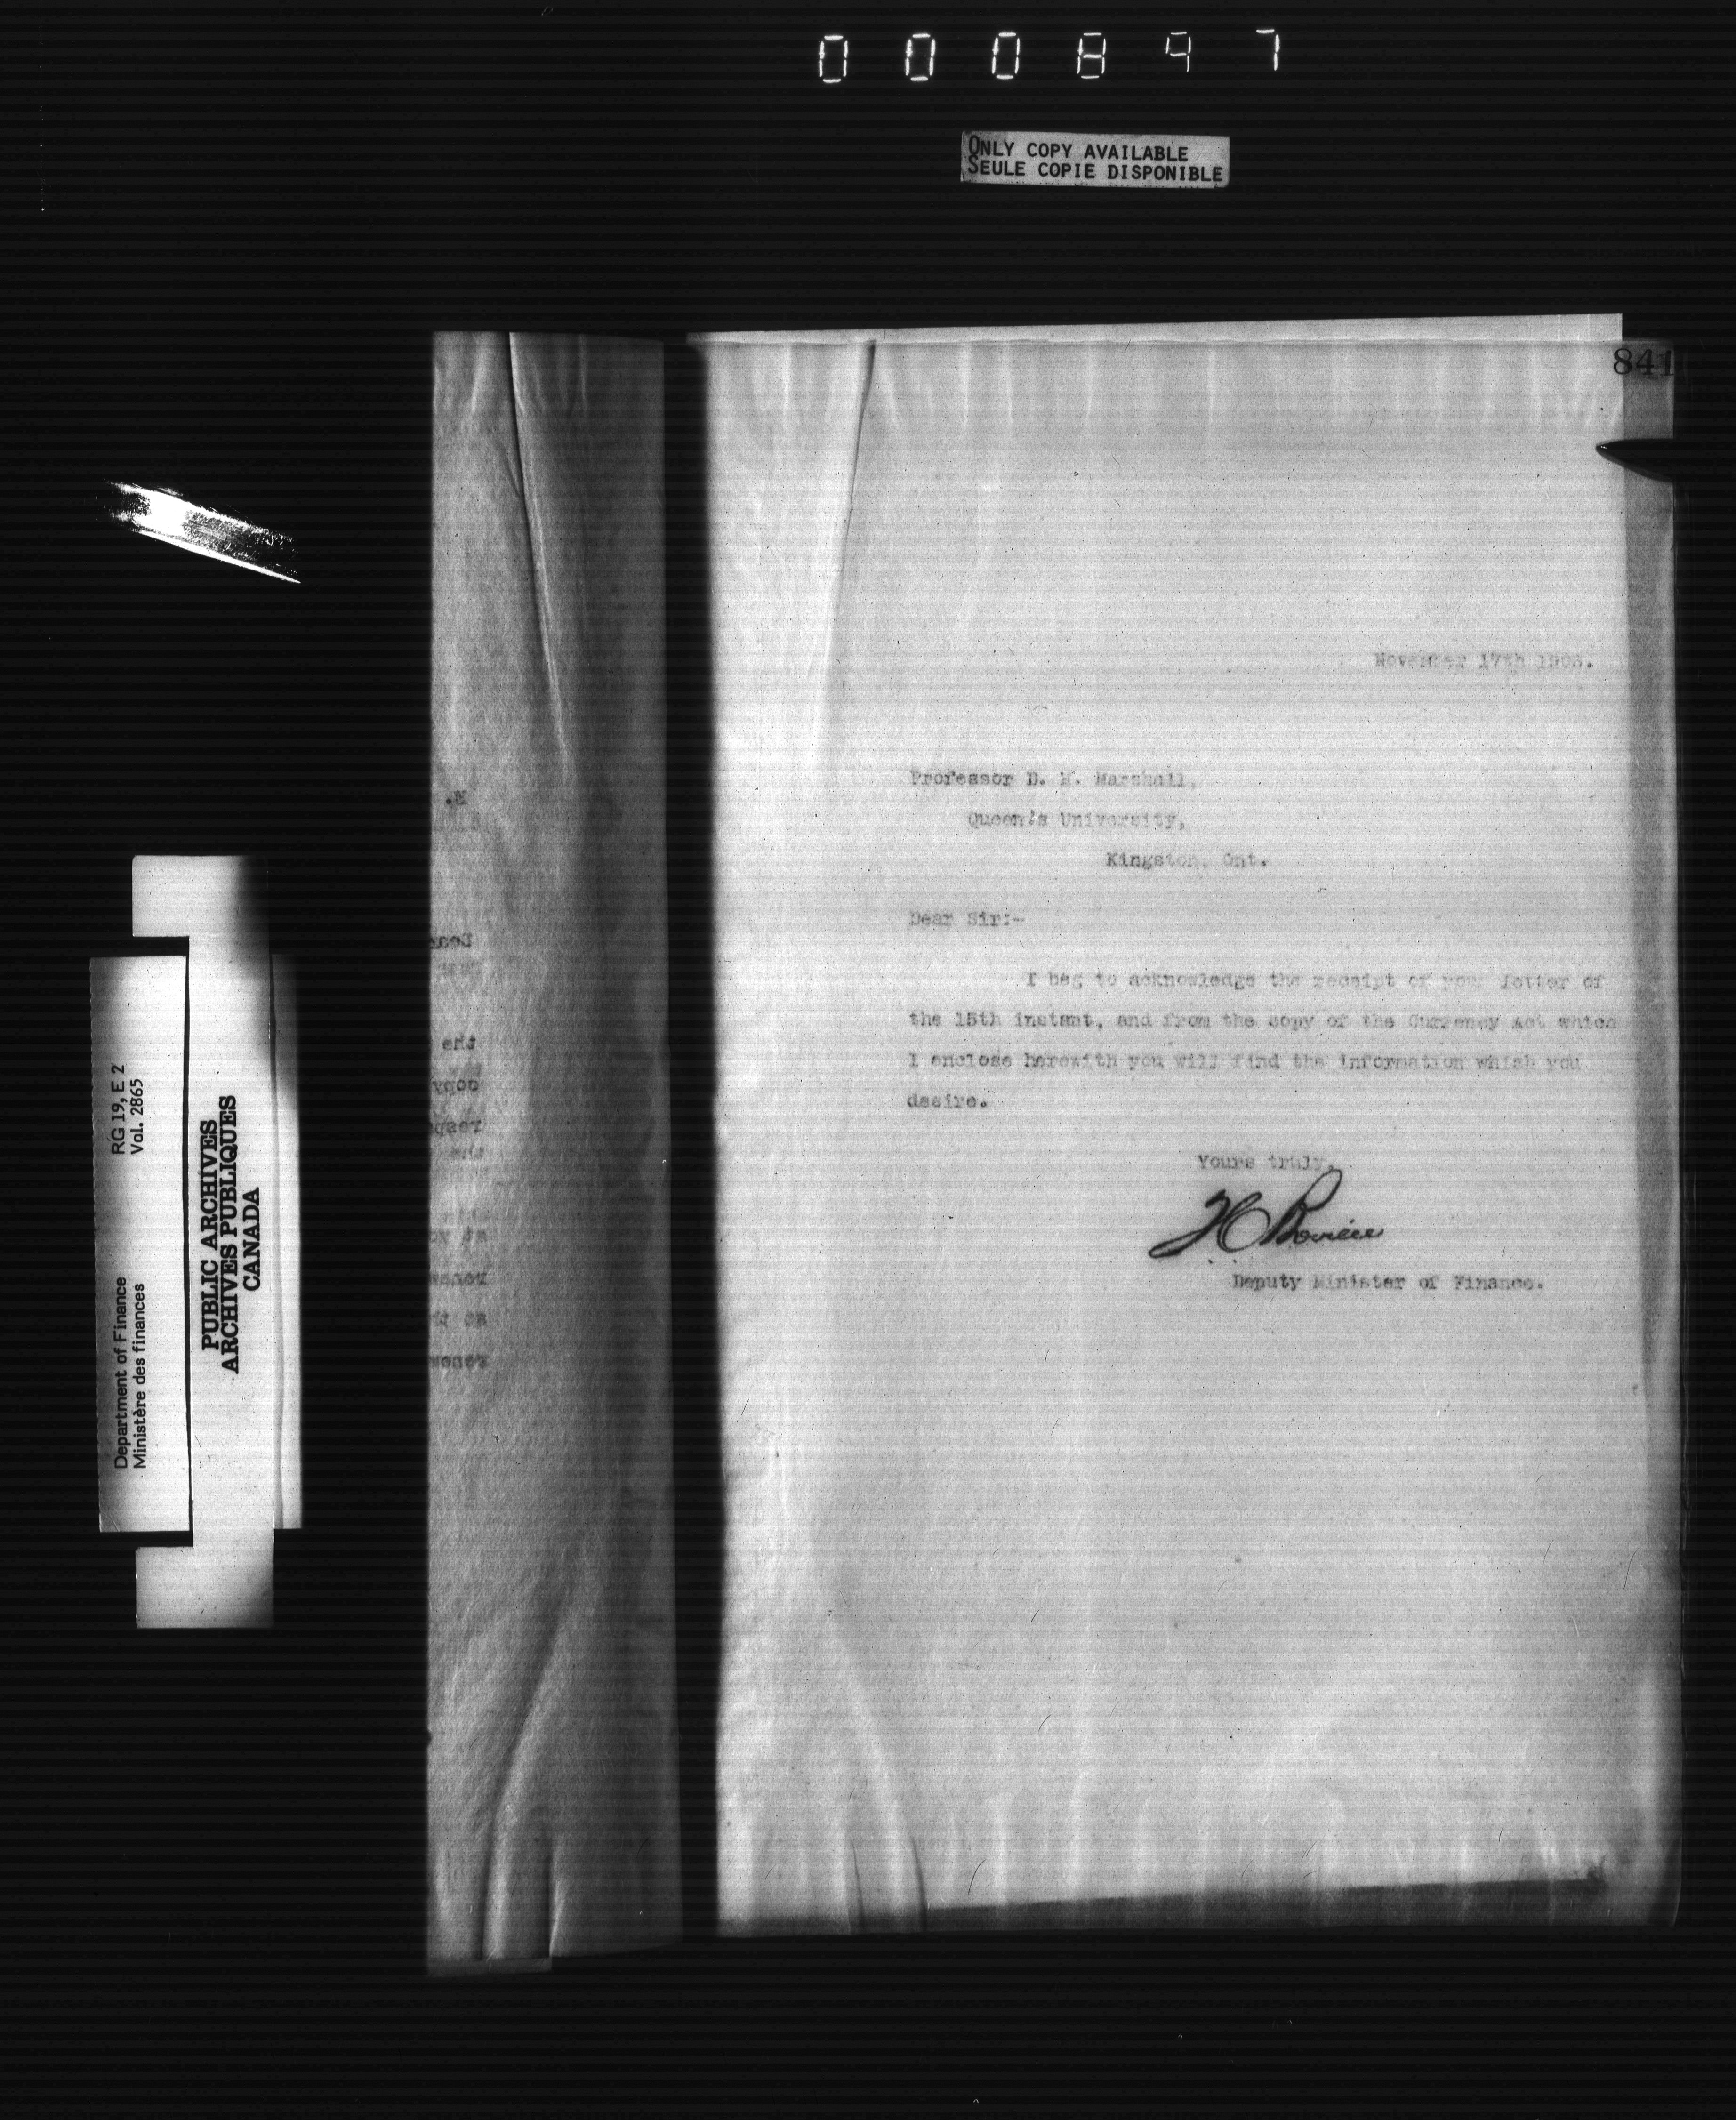 000897
ONLY COPY AVAILABLE
SEULE COPIE DISPONIBLE
841
November 17th
Professor D. H. Marshall,
Queen's University,
Kingston, Ont.
Dear Sir:-
I beg to acknowledge the receipt of your letter of
the 15th instant, and from the copy of the Currency Act which
I enclose herewith you will find the information which you
desire.
Yours truly,
Deputy Minister of Finance.
Department of Finance RG 19, E 2
Ministère des finances Vol. 2865
PUBLIC ARCHIVES
ARCHIVES PUBLIQUES
CANADA